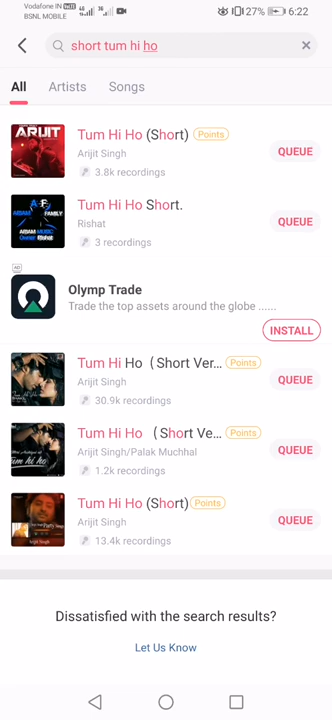 Vodafone IN VoLTE
BSNL MOBILE
27% 6:22
short tum hi ho
All Artists Songs
Tum Hi Ho (Short) Points
Arijit Singh
3.8k recordings
QUEUE
Tum Hi Ho Short.
Rishat
3 recordings
QUEUE
AD
Olymp Trade
Trade the top assets around the globe ......
INSTALL
Tum Hi Ho ( Short Ver... Points
Arijit Singh
30.9k recordings
QUEUE
Tum Hi Ho ( Short Ve... Points
Arijit Singh/Palak Muchhal
1.2k recordings
QUEUE
Tum Hi Ho (Short) Points
Arijit Singh
13.4k recordings
QUEUE
Dissatisfied with the search results?
Let Us Know